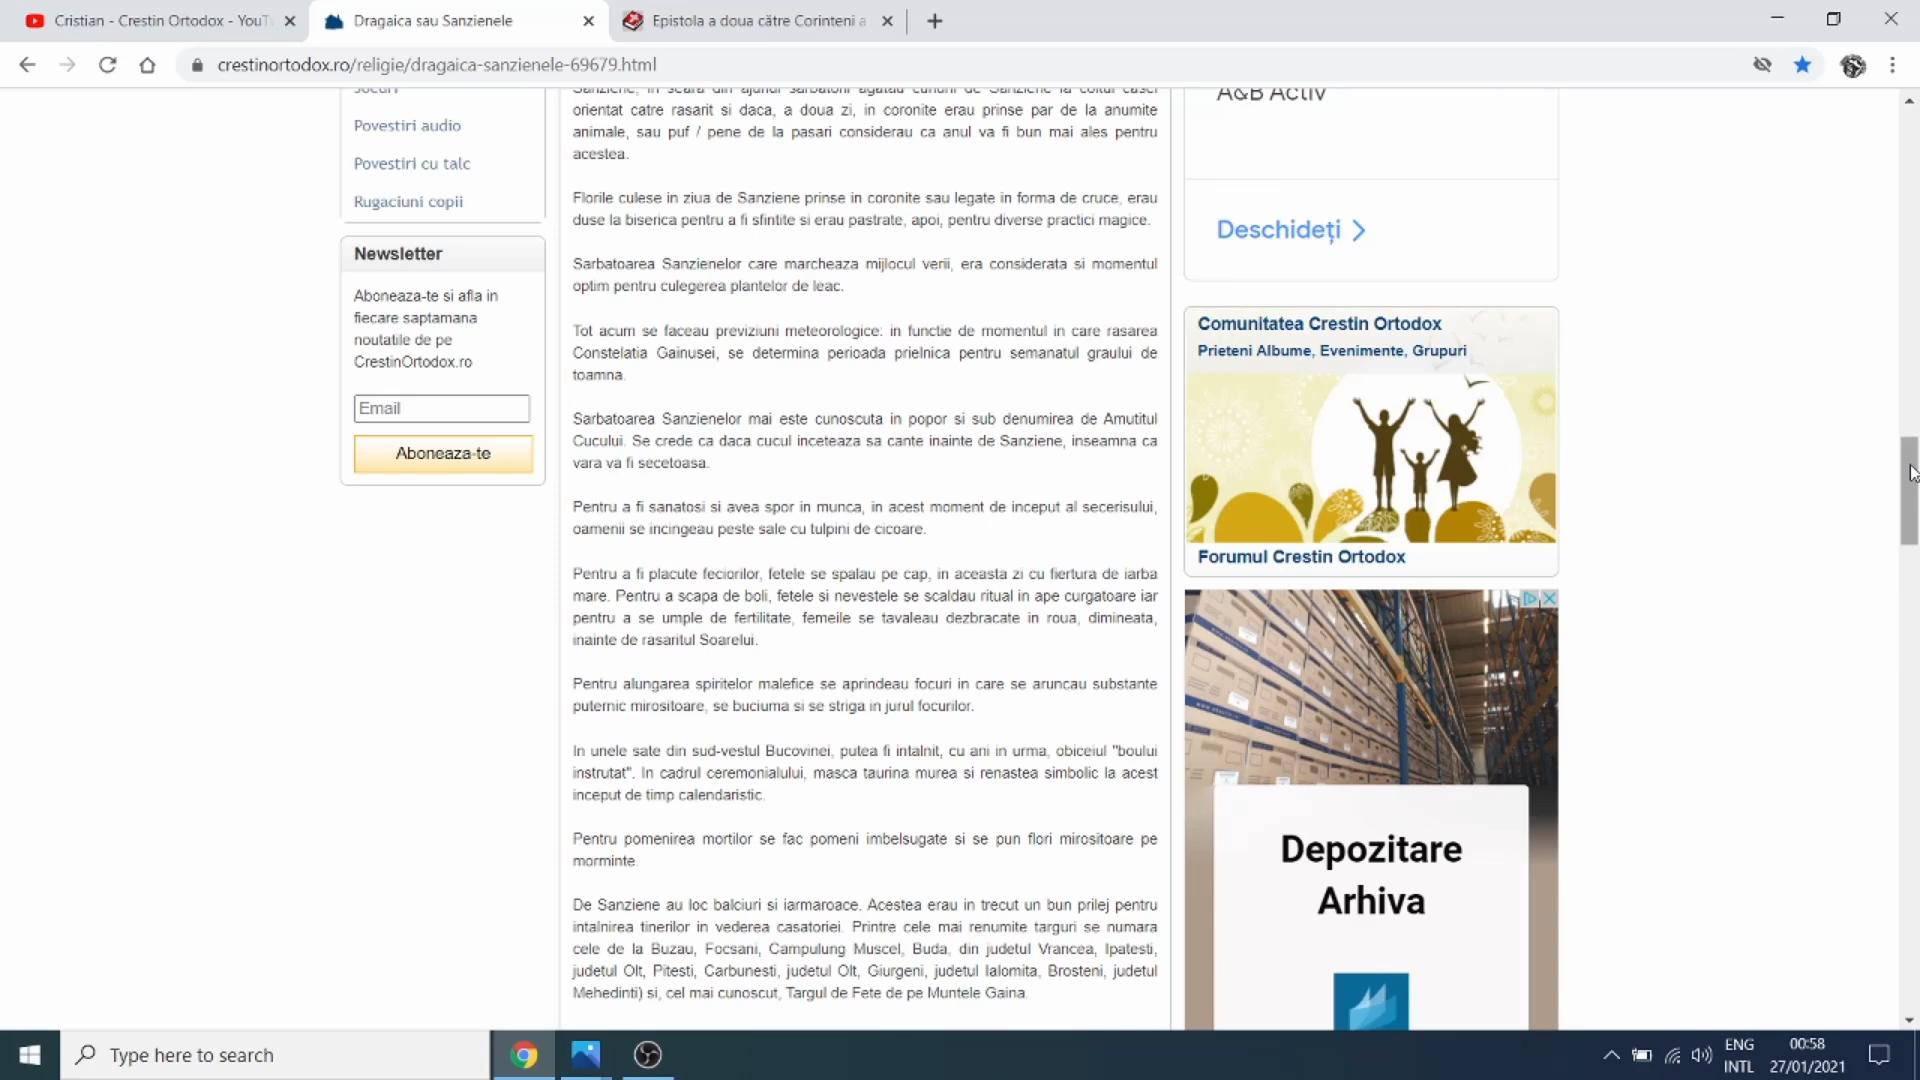 Cristian - Crestin Ortodox - YouT
Dragaica sau Sanzienele
Epistola a doua către Corinteni a
crestinortodox.ro/religie/dragaica-sanzienele-69679.html
Jocuri
Povestiri audio
Povestiri cu talc
Rugaciuni copii
Newsletter
Aboneaza-te si afla in
fiecare saptamana
noutatile de pe
CrestinOrtodox.ro
Email
Aboneaza-te
Sanziene, in seara din ajunul sarbatorii agatau cununi de Sanziene la coltul casei
orientat catre rasarit si daca, a doua zi, in coronite erau prinse par de la anumite
animale, sau puf / pene de la pasari considerau ca anul va fi bun mai ales pentru
acestea.
Florile culese in ziua de Sanziene prinse in coronite sau legate in forma de cruce, erau
duse la biserica pentru a fi sfintite si erau pastrate, apoi, pentru diverse practici magice.
Sarbatoarea Sanzienelor care marcheaza mijlocul verii, era considerata si momentul
optim pentru culegerea plantelor de leac.
Tot acum se faceau previziuni meteorologice: in functie de momentul in care rasarea
Constelatia Gainusei, se determina perioada prielnica pentru semanatul graului de
toamna.
Sarbatoarea Sanzienelor mai este cunoscuta in popor si sub denumirea de Amutitul
Cucului. Se crede ca daca cucul inceteaza sa cante inainte de Sanziene, inseamna ca
vara va fi secetoasa.
Pentru a fi sanatosi si avea spor in munca, in acest moment de inceput al secerisului,
oamenii se incingeau peste sale cu tulpini de cicoare.
Pentru a fi placute feciorilor, fetele se spalau pe cap, in aceasta zi cu fiertura de iarba
mare. Pentru a scapa de boli, fetele si nevestele se scaldau ritual in ape curgatoare iar
pentru a se umple de fertilitate, femeile se tavaleau dezbracate in roua, dimineata,
inainte de rasaritul Soarelui.
Pentru alungarea spiritelor malefice se aprindeau focuri in care se aruncau substante
puternic mirositoare, se buciuma si se striga in jurul focurilor.
In unele sate din sud-vestul Bucovinei, putea fi intalnit, cu ani in urma, obiceiul "boului
instrutat". In cadrul ceremonialului, masca taurina murea si renastea simbolic la acest
inceput de timp calendaristic.
Pentru pomenirea mortilor se fac pomeni imbelsugate si se pun flori mirositoare pe
morminte.
De Sanziene au loc balciuri si iarmaroace. Acestea erau in trecut un bun prilej pentru
intalnirea tinerilor in vederea casatoriei. Printre cele mai renumite targuri se numara
cele de la Buzau, Focsani, Campulung Muscel, Buda, din judetul Vrancea, Ipatesti,
judetul Olt, Pitesti, Carbunesti, judetul Olt, Giurgeni, judetul Ialomita, Brosteni, judetul
Mehedinti) si, cel mai cunoscut, Targul de Fete de pe Muntele Gaina.
A&B Activ
Deschideți
Comunitatea Crestin Ortodox
Prieteni Albume, Evenimente, Grupuri
Forumul Crestin Ortodox
Depozitare
Arhiva
Type here to search
ENG
INTL
00:58
27/01/2021